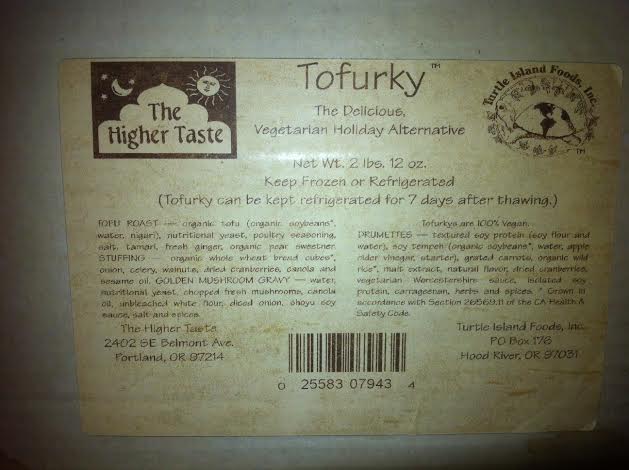 The
Higher Taste
Tofurky™
The Delicious,
Vegetarian Holiday Alternative
Turtle Island Foods, Inc.
TM
Net Wt. 2 lbs. 12 oz.
Keep Frozen or Refrigerated
(Tofurky can be kept refrigerated for 7 days after thawing.)
TOFU ROAST — organic tofu (organic soybeans*,
water, nigari), nutritional yeast, poultry seasoning,
salt, tamari, fresh ginger, organic pear sweetner.
STUFFING — organic whole wheat bread cubes*,
onion, celery, walnuts, dried cranberries, canola and
sesame oil. GOLDEN MUSHROOM GRAVY — water,
nutritional yeast, chopped fresh mushrooms, canola
oil, unbleached white flour, diced onion, shoyu soy
sauce, salt and spices.
Tofurkys are 100% Vegan.
DRUMETTES — textured soy protein (soy flour and
water), soy tempeh (organic soybeans*, water, apple
cider vinegar, starter), grated carrots, organic wild
rice*, malt extract, natural flavor, dried cranberries,
vegetarian Worcestershire sauce, isolated soy
protein, carrageenan, herbs and spices. * Grown in
accordance with Section 26569.11 of the CA Health &
Safety Code.
The Higher Taste
2402 SE Belmont Ave.
Portland, OR 97214
Turtle Island Foods, Inc.
PO Box 176
Hood River, OR 97031
0 25583 07943 4